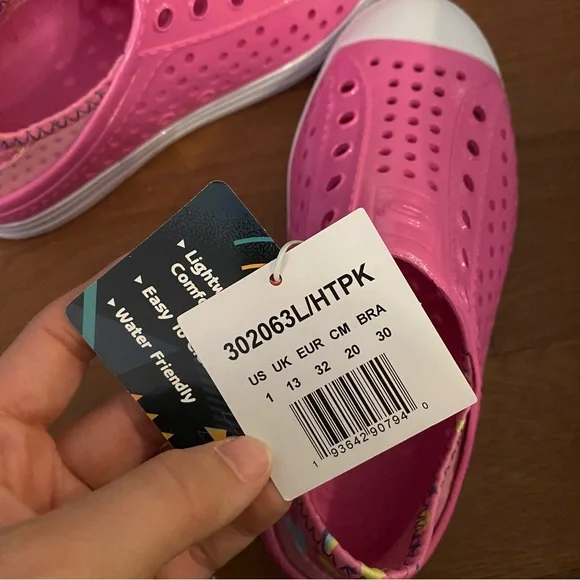 ▸ Lightw
Comf
▸ Easy To
▸ Water Friendly
302063L/HTPK
US UK EUR CM BRA
1 13 32 20 30
1 93642 90794 0